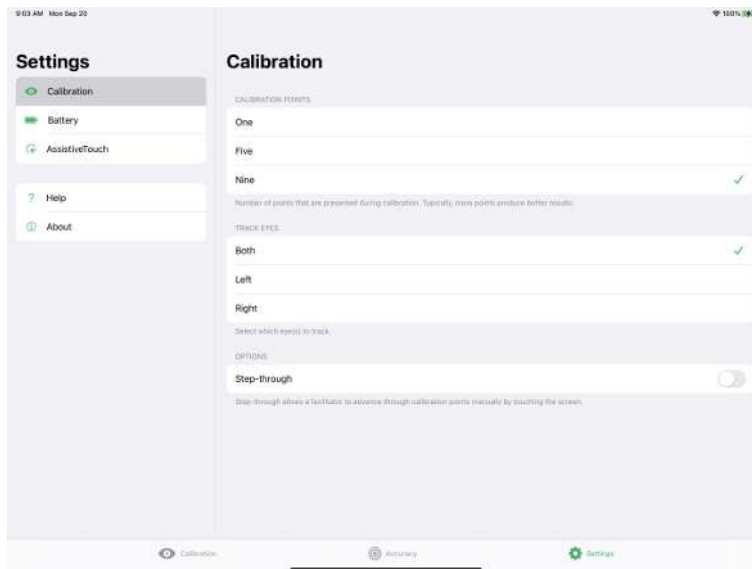 9:03 AM Mon Sep 20
100%
Settings
Calibration
Battery
AssistiveTouch
Help
About
Calibration
CALIBRATION POINTS
One
Five
Nine
Number of points that are presented during calibration. Typically, more points produce better results.
TRACK EYES
Both
Left
Right
Select which eye(s) to track
OPTIONS
Step-through
Step-through allows a facilitator to advance through calibration points manually by touching the screen.
Calibration
Accuracy
Settings